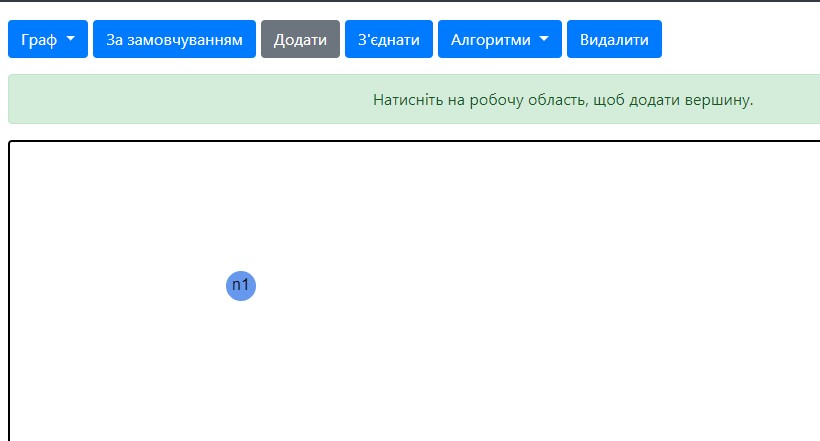 Граф За замовчуванням Додати З'єднати Алгоритми Видалити
Натисніть на робочу область, щоб додати вершину.
n1